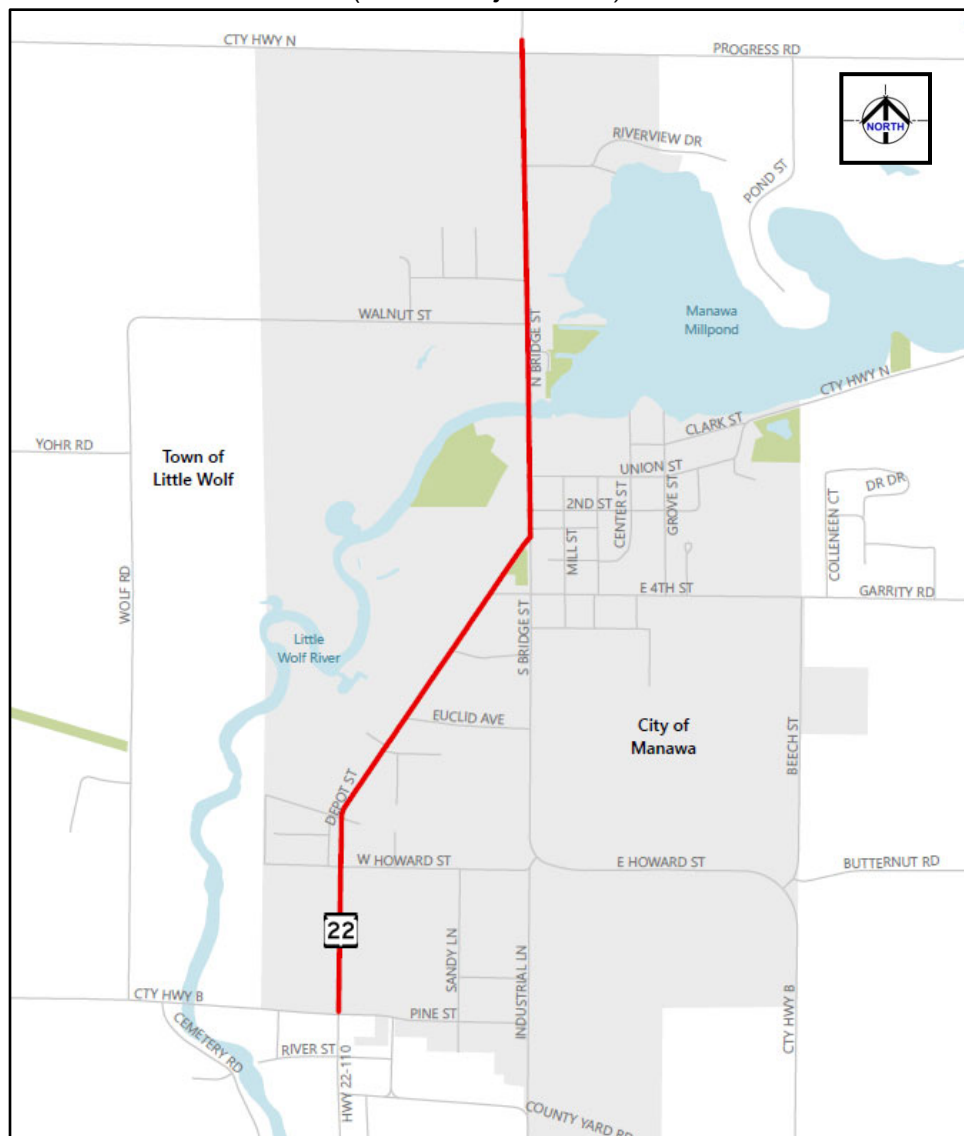 CTY HWY N
PROGRESS RD
NORTH
RIVERVIEW DR
POND ST
WALNUT ST
N BRIDGE ST
Manawa
Millpond
CTY HWY N
CLARK ST
YOHR RD
Town of
Little Wolf
UNION ST
2ND ST
CENTER ST
GROVE ST
MILL ST
COLLENEEN CT
DR DR
WOLF RD
E 4TH ST
GARRITY RD
Little
Wolf River
S BRIDGE ST
EUCLID AVE
City of
Manawa
BEECH ST
DEPOT ST
W HOWARD ST
E HOWARD ST
BUTTERNUT RD
22
SANDY LN
INDUSTRIAL LN
CTY HWY B
PINE ST
CTY HWY B
CEMETERY RD
RIVER ST
HWY 22-110
COUNTY YARD RD